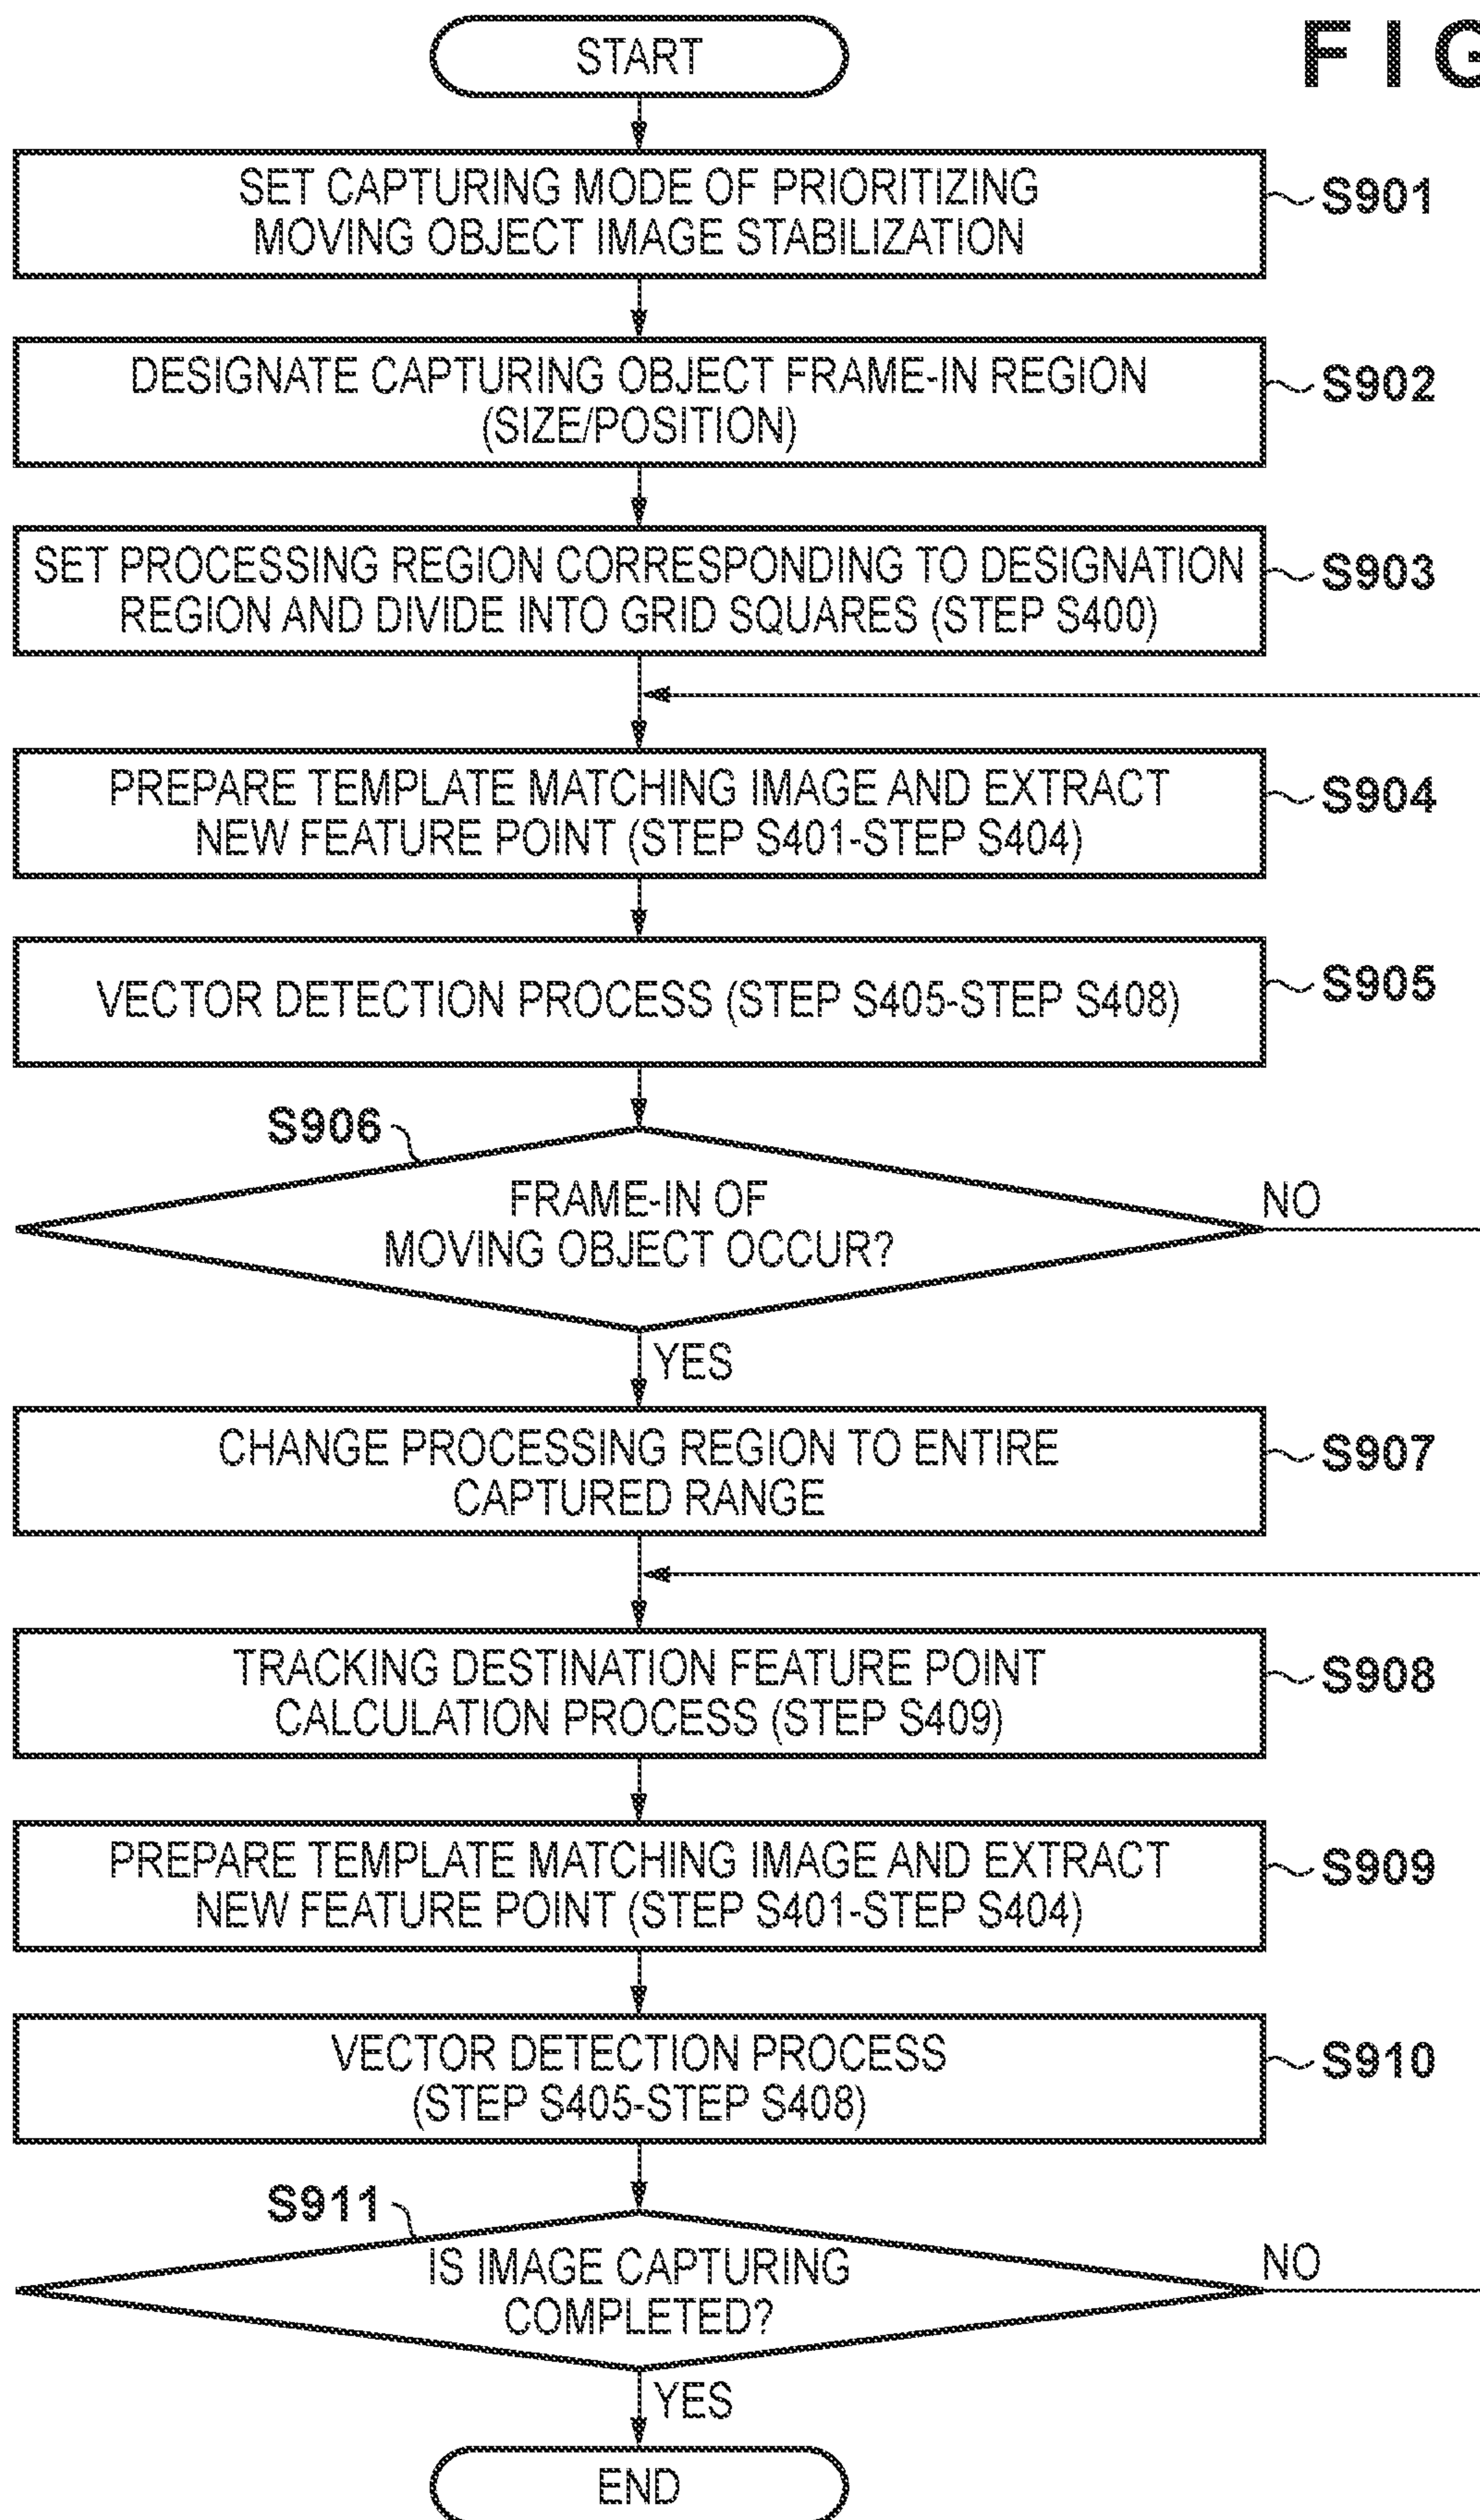 FIG
START
SET CAPTURING MODE OF PRIORITIZING
MOVING OBJECT IMAGE STABILIZATION
S901
DESIGNATE CAPTURING OBJECT FRAME-IN REGION
(SIZE/POSITION)
S902
SET PROCESSING REGION CORRESPONDING TO DESIGNATION
REGION AND DIVIDE INTO GRID SQUARES (STEP S400)
S903
PREPARE TEMPLATE MATCHING IMAGE AND EXTRACT
NEW FEATURE POINT (STEP S401-STEP S404)
S904
VECTOR DETECTION PROCESS (STEP S405-STEP S408)
S905
S906
FRAME-IN OF
MOVING OBJECT OCCUR?
NO
YES
CHANGE PROCESSING REGION TO ENTIRE
CAPTURED RANGE
S907
TRACKING DESTINATION FEATURE POINT
CALCULATION PROCESS (STEP S409)
S908
PREPARE TEMPLATE MATCHING IMAGE AND EXTRACT
NEW FEATURE POINT (STEP S401-STEP S404)
S909
VECTOR DETECTION PROCESS
(STEP S405-STEP S408)
S910
S911
IS IMAGE CAPTURING
COMPLETED?
NO
YES
END